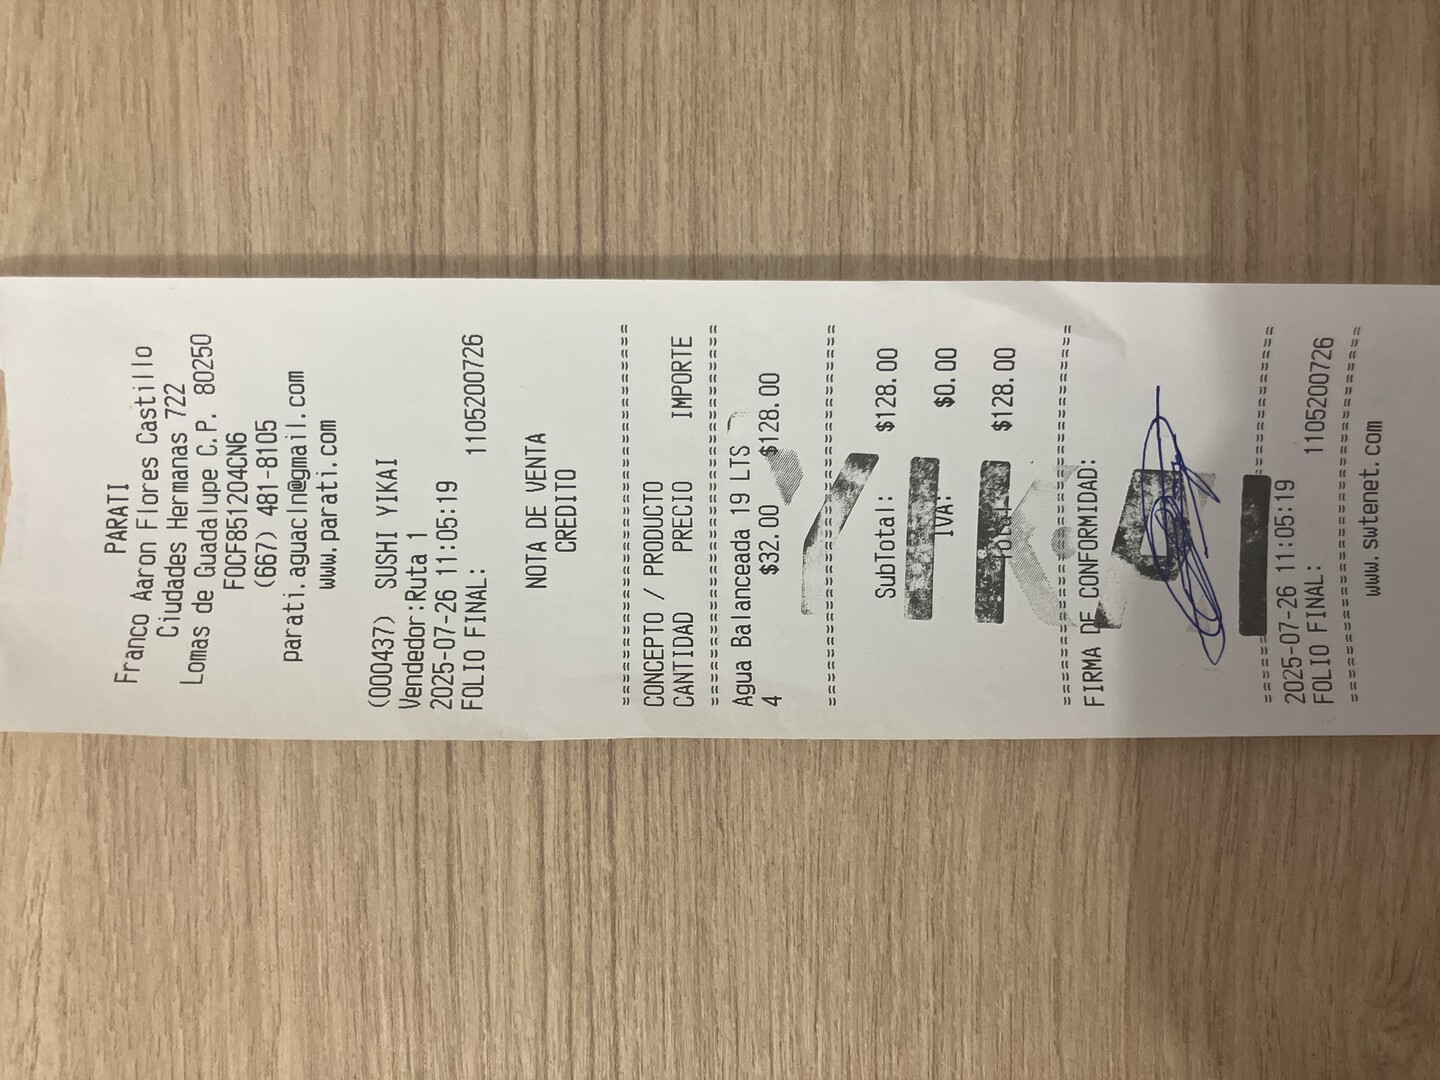 PARATI
Franco Aaron Flores Castillo
Ciudades Hermanas 722
Lomas de Guadalupe C.P. 80250
FOCF851204CN6
(667) 481-8105
parati.aguacln@gmail.com
www.parati.com
(000437) SUSHI YIKAI
Vendedor:Ruta 1
2025-07-26 11:05:19
FOLIO FINAL: 1105200726
NOTA DE VENTA
CREDITO
================================
CONCEPTO / PRODUCTO
CANTIDAD PRECIO IMPORTE
================================
Agua Balanceada 19 LTS
4 $32.00 $128.00
================================
SubTotal: $128.00
IVA: $0.00
Total: $128.00
================================
FIRMA DE CONFORMIDAD:
================================
2025-07-26 11:05:19
FOLIO FINAL: 1105200726
================================
www.swtenet.com